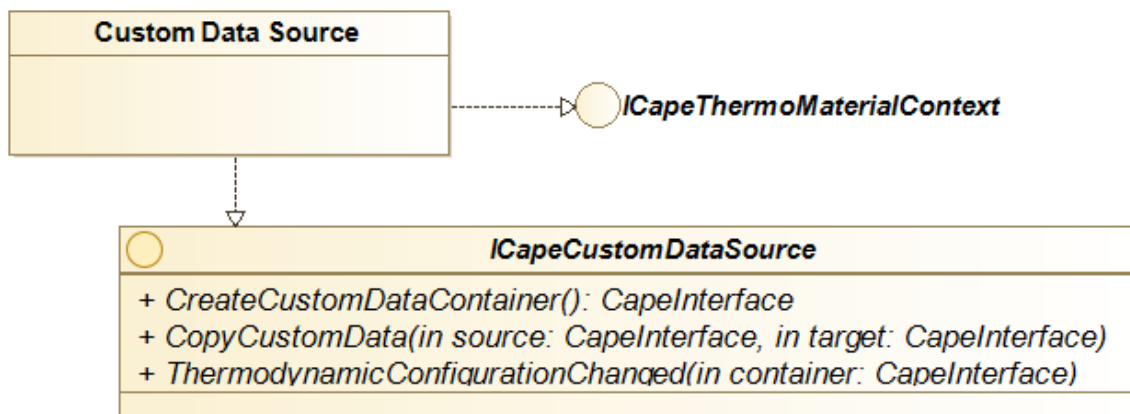 Custom Data Source
ICapeThermoMaterialContext
ICapeCustomDataSource
+ CreateCustomDataContainer(): CapeInterface
+ CopyCustomData(in source: CapeInterface, in target: CapeInterface)
+ ThermodynamicConfigurationChanged(in container: CapeInterface)